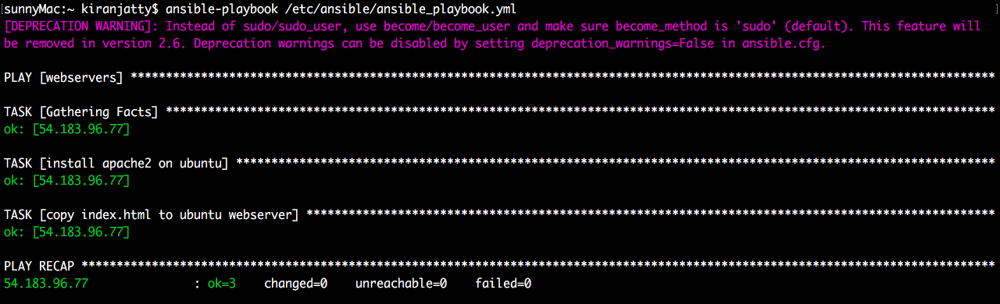 [sunnyMac:~ kiranjatty$ ansible-playbook /etc/ansible/ansible_playbook.yml ]
[DEPRECATION WARNING]: Instead of sudo/sudo_user, use become/become_user and make sure become_method is 'sudo' (default). This feature will
be removed in version 2.6. Deprecation warnings can be disabled by setting deprecation_warnings=False in ansible.cfg.
PLAY [webservers] ***************************************************************************************************************************
TASK [Gathering Facts] **********************************************************************************************************************
ok: [54.183.96.77]
TASK [install apache2 on ubuntu] ************************************************************************************************************
ok: [54.183.96.77]
TASK [copy index.html to ubuntu webserver] **************************************************************************************************
ok: [54.183.96.77]
PLAY RECAP **********************************************************************************************************************************
54.183.96.77 : ok=3 changed=0 unreachable=0 failed=0